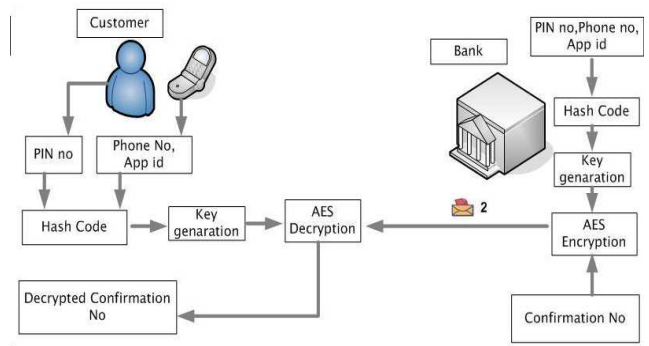 Customer
PIN no
Phone No,
App id
Hash Code
Key
genaration
AES
Decryption
Decrypted Confirmation
No
Bank
PIN no,Phone no,
App id
Hash Code
Key
genaration
AES
Encryption
2
Confirmation No